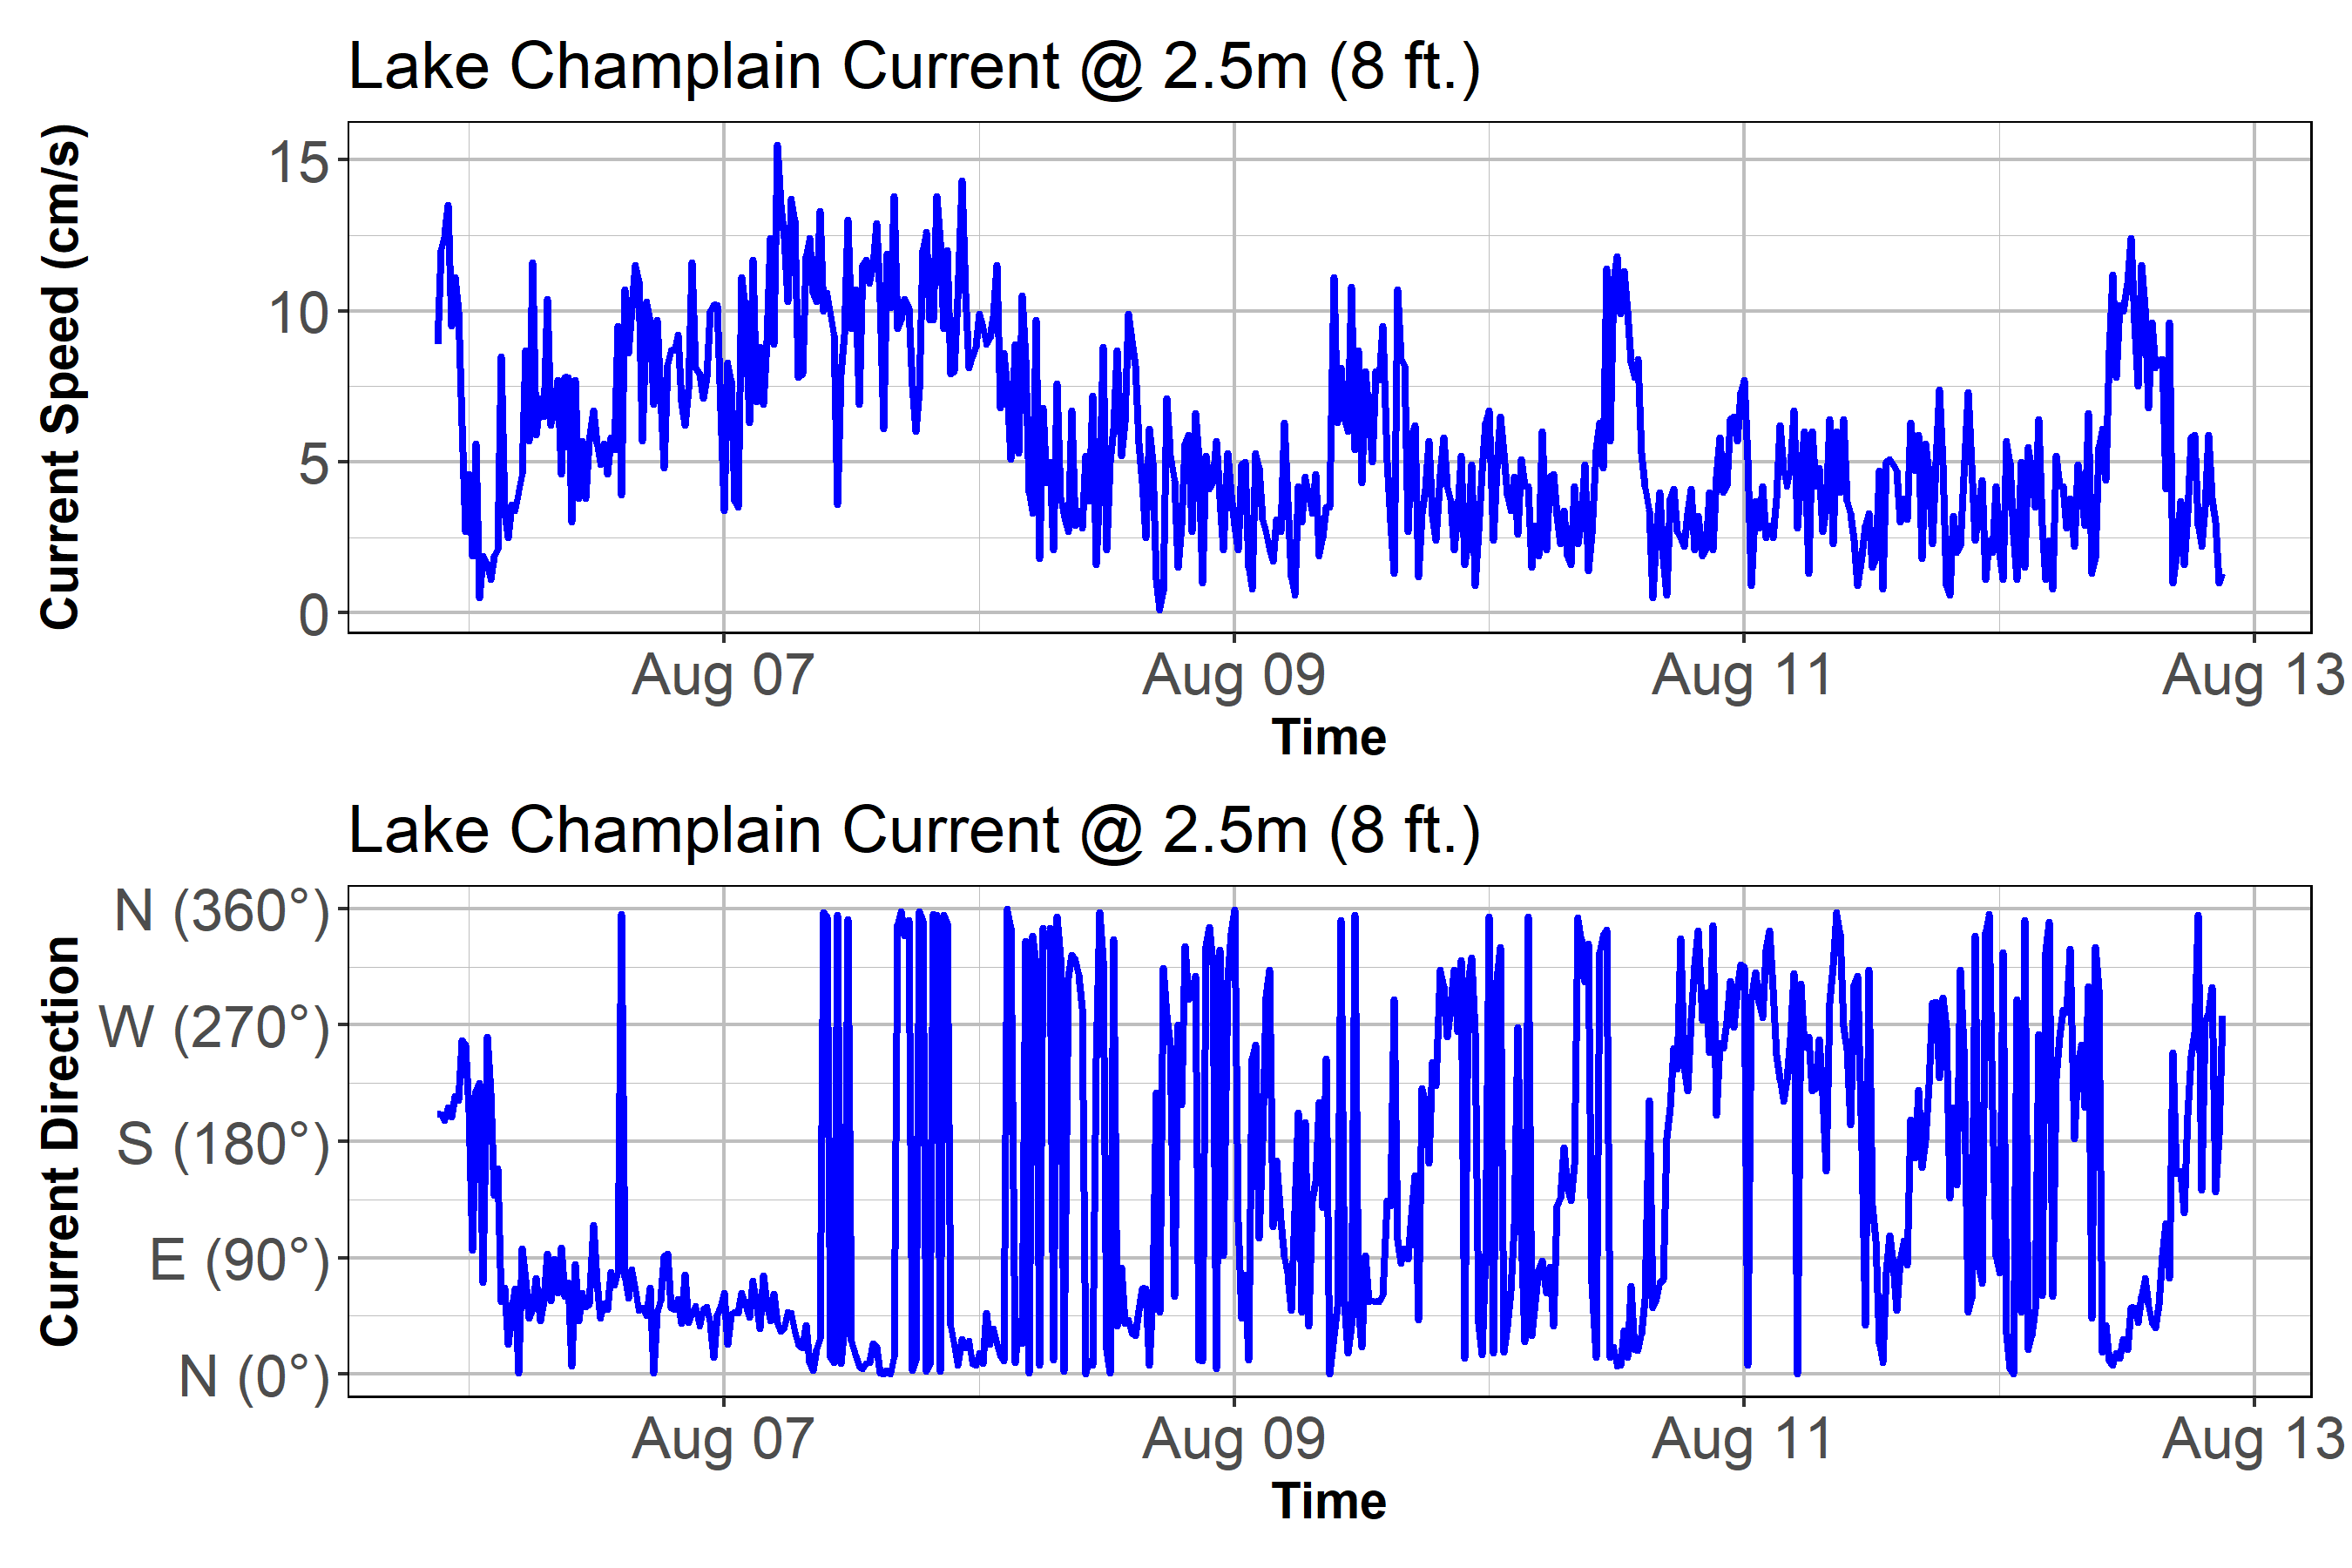 Lake Champlain Current @ 2.5m (8 ft.)
Current Speed (cm/s)
15
10
5
0
Aug 07 Aug 09 Aug 11 Aug 13
Time
Lake Champlain Current @ 2.5m (8 ft.)
Current Direction
N (360°)
W (270°)
S (180°)
E (90°)
N (0°)
Aug 07 Aug 09 Aug 11 Aug 13
Time